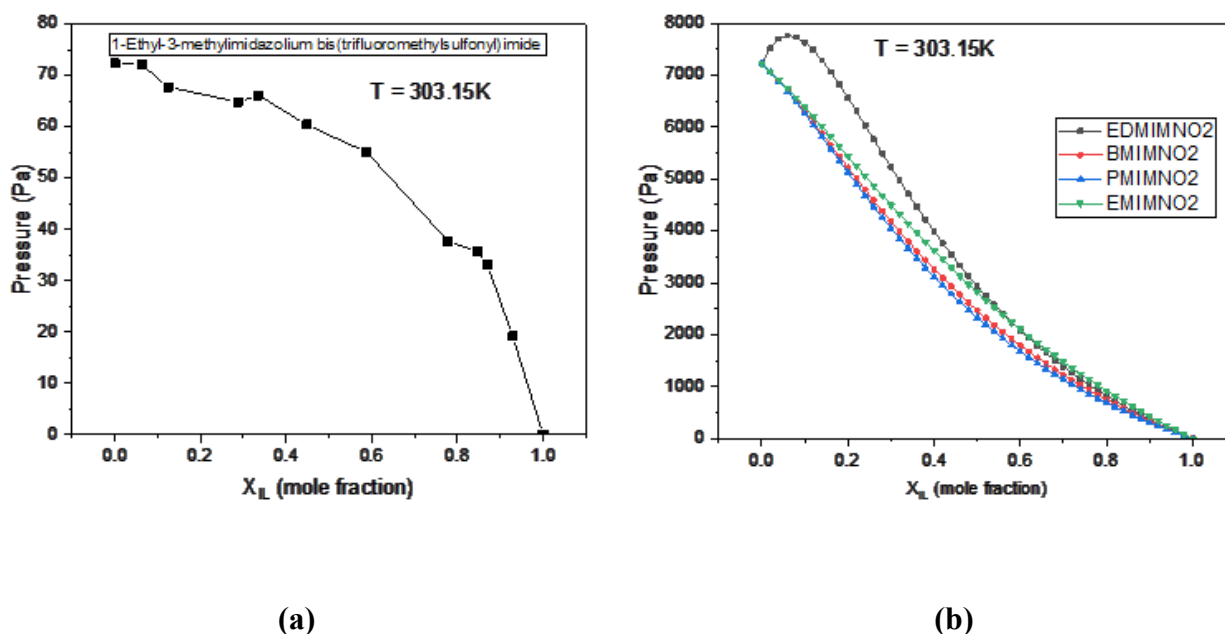 1-Ethyl-3-methylimidazolium bis(trifluoromethylsulfonyl)imide
T = 303.15K
80
70
60
50
40
30
20
10
0
Pressure (Pa)
0.0 0.2 0.4 0.6 0.8 1.0
X_IL (mole fraction)
(a)
T = 303.15K
EDMIMNO2
BMIMNO2
PMIMNO2
EMIMNO2
8000
7000
6000
5000
4000
3000
2000
1000
0
Pressure (Pa)
0.0 0.2 0.4 0.6 0.8 1.0
X_IL (mole fraction)
(b)